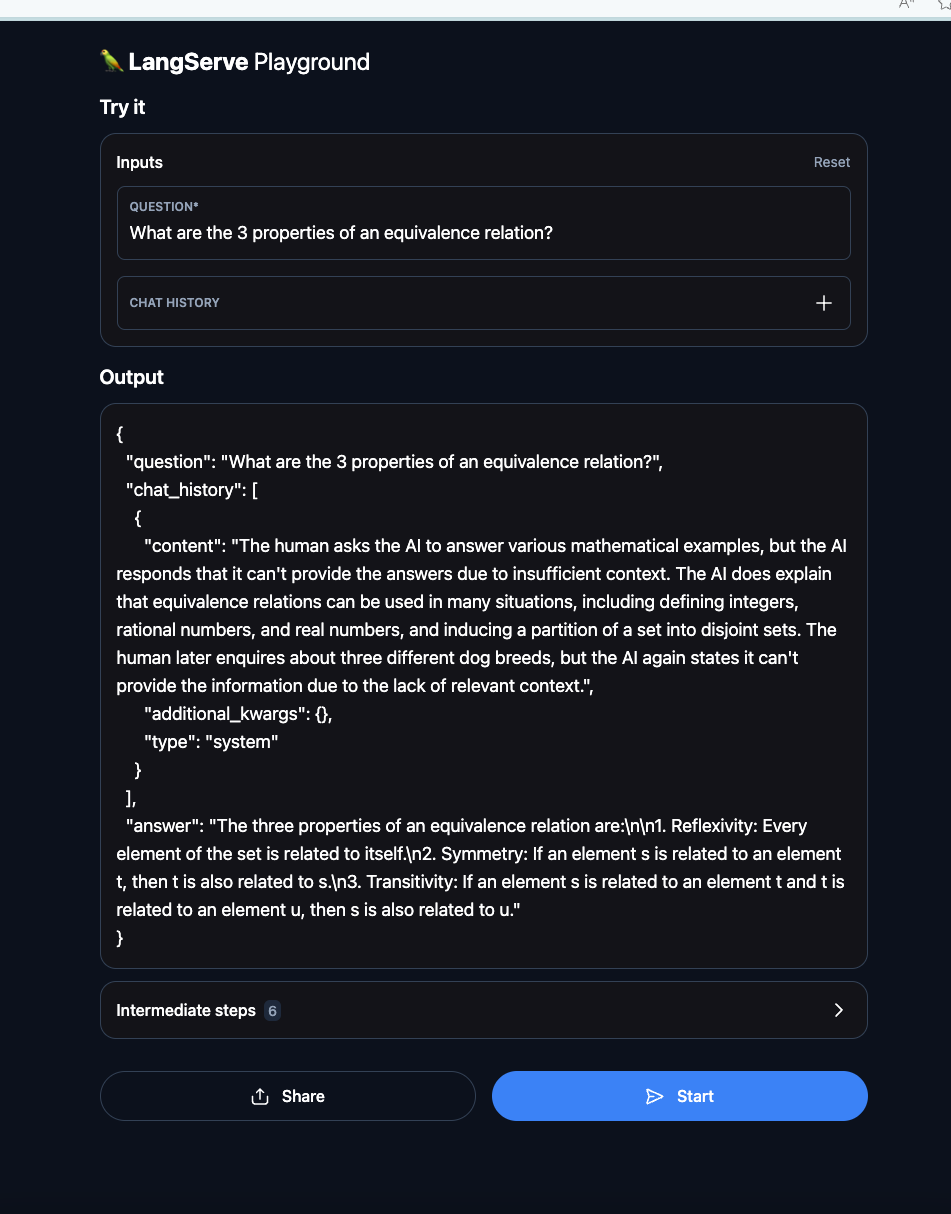 LangServe Playground
Try it
Inputs
Reset
QUESTION*
What are the 3 properties of an equivalence relation?
CHAT HISTORY
Output
{
"question": "What are the 3 properties of an equivalence relation?",
"chat_history": [
{
"content": "The human asks the AI to answer various mathematical examples, but the AI
responds that it can't provide the answers due to insufficient context. The AI does explain
that equivalence relations can be used in many situations, including defining integers,
rational numbers, and real numbers, and inducing a partition of a set into disjoint sets. The
human later enquires about three different dog breeds, but the AI again states it can't
provide the information due to the lack of relevant context.",
"additional_kwargs": {},
"type": "system"
}
],
"answer": "The three properties of an equivalence relation are:\n\n1. Reflexivity: Every
element of the set is related to itself.\n2. Symmetry: If an element s is related to an element
t, then t is also related to s.\n3. Transitivity: If an element s is related to an element t and t is
related to an element u, then s is also related to u."
}
Intermediate steps 6
Share
Start